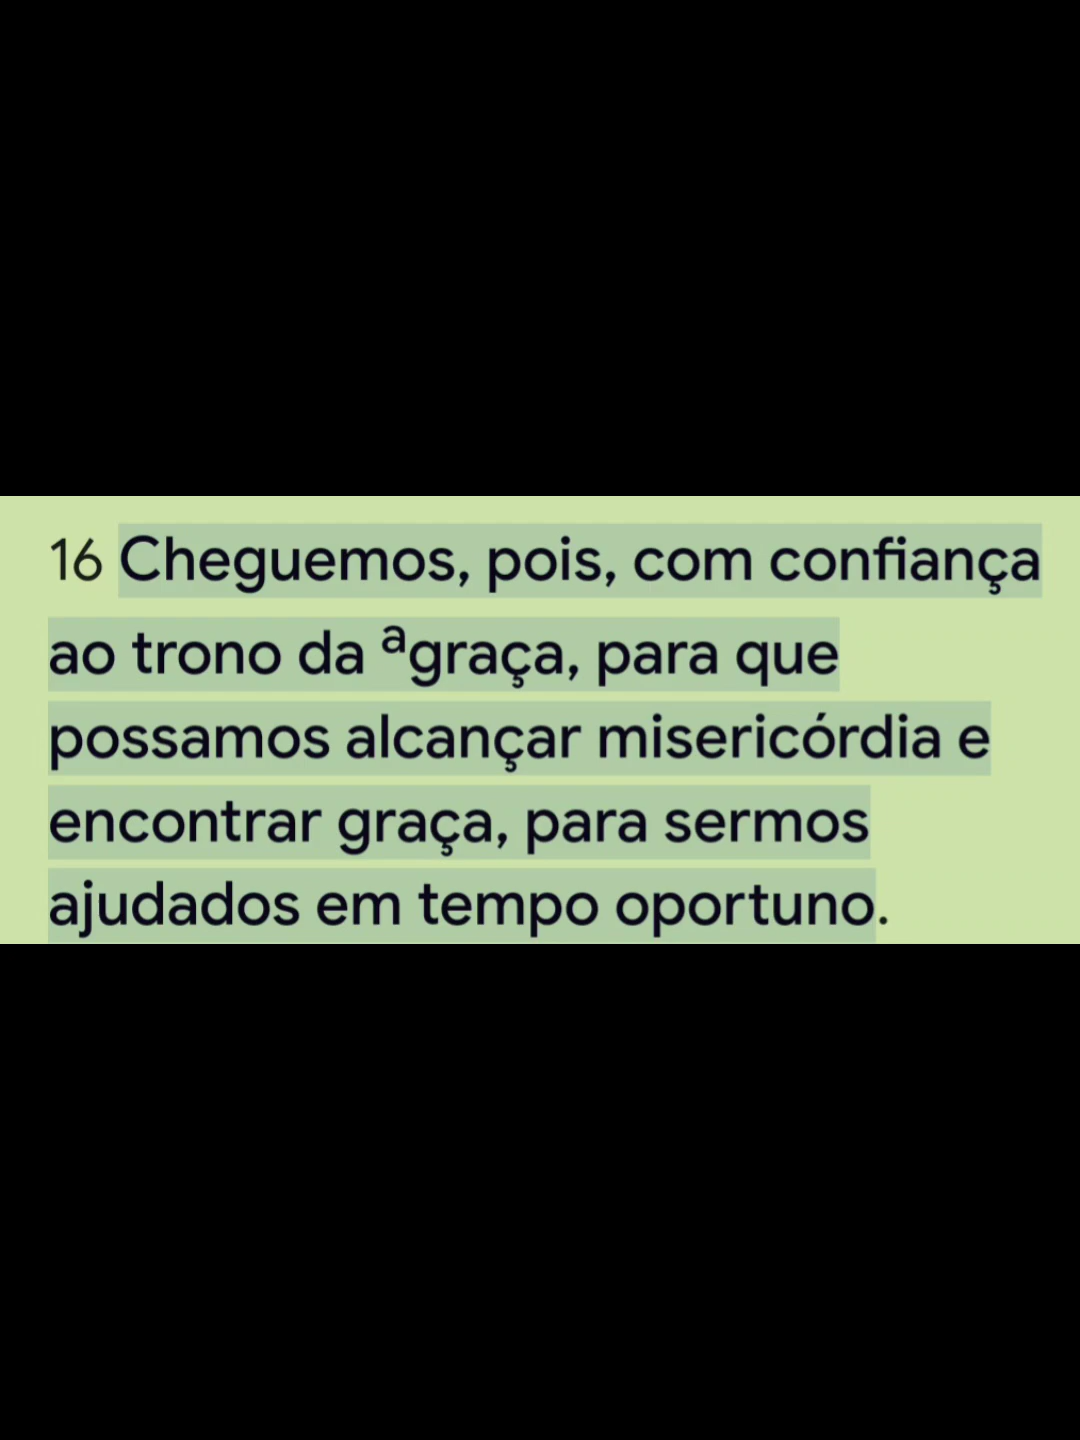 16 Cheguemos, pois, com confiança
ao trono da ᵃgraça, para que
possamos alcançar misericórdia e
encontrar graça, para sermos
ajudados em tempo oportuno.